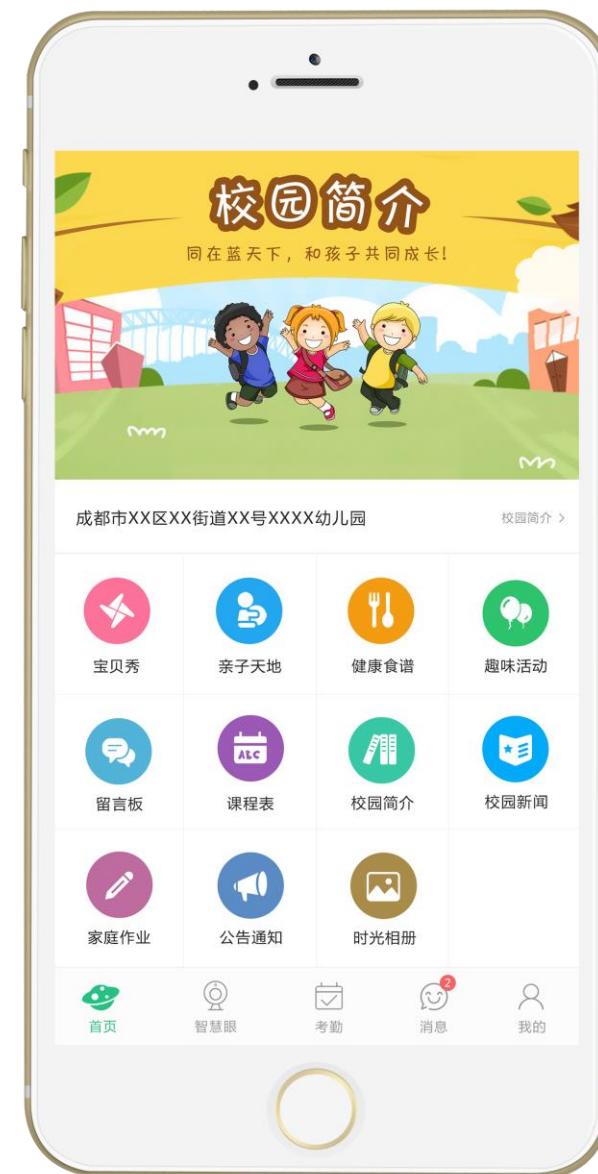 校园简介
同在蓝天下，和孩子共同成长!
成都市XX区XX街道XX号XXXX幼儿园
校园简介 >
宝贝秀
亲子天地
健康食谱
趣味活动
ABC
留言板
课程表
校园简介
校园新闻
家庭作业
公告通知
时光相册
2
首页
智慧眼
考勤
消息
我的